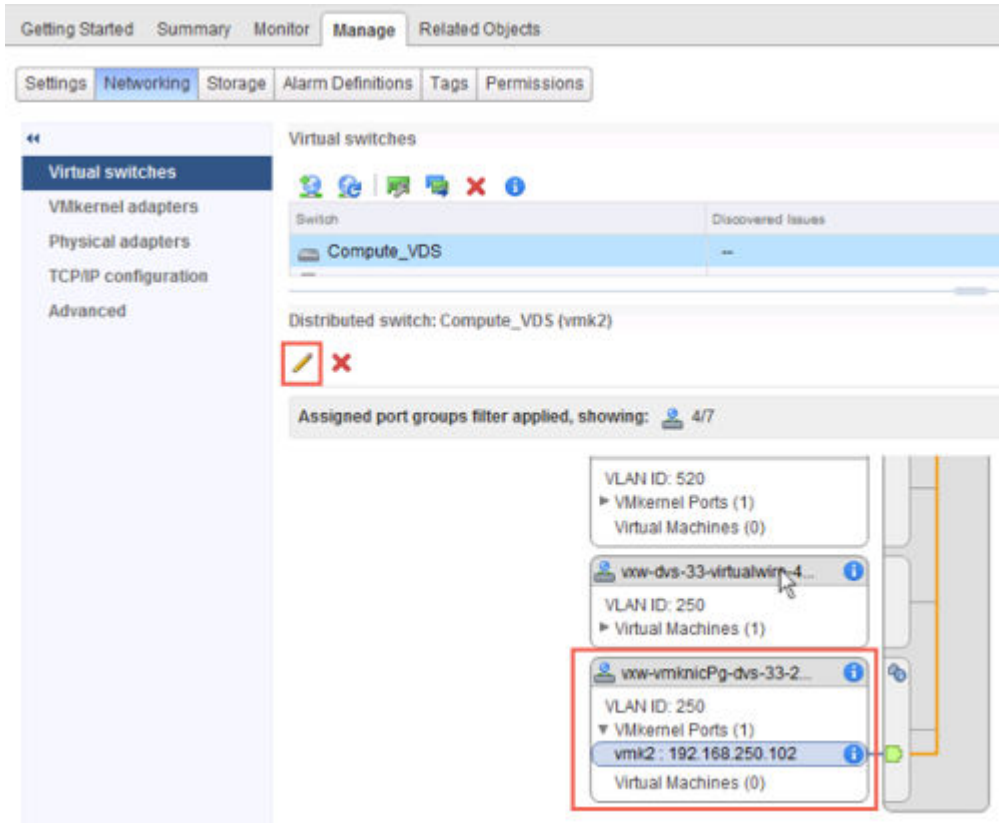 Getting Started Summary Monitor Manage Related Objects
Settings Networking Storage Alarm Definitions Tags Permissions
Virtual switches
VMkernel adapters
Physical adapters
TCP/IP configuration
Advanced
Virtual switches
Switch Discovered Issues
Compute_VDS --
Distributed switch: Compute_VDS (vmk2)
Assigned port groups filter applied, showing: 4/7
VLAN ID: 520
VMkernel Ports (1)
Virtual Machines (0)
vxw-dvs-33-virtualwire-4...
VLAN ID: 250
Virtual Machines (1)
vxw-vmknicPg-dvs-33-2...
VLAN ID: 250
VMkernel Ports (1)
vmk2 : 192.168.250.102
Virtual Machines (0)